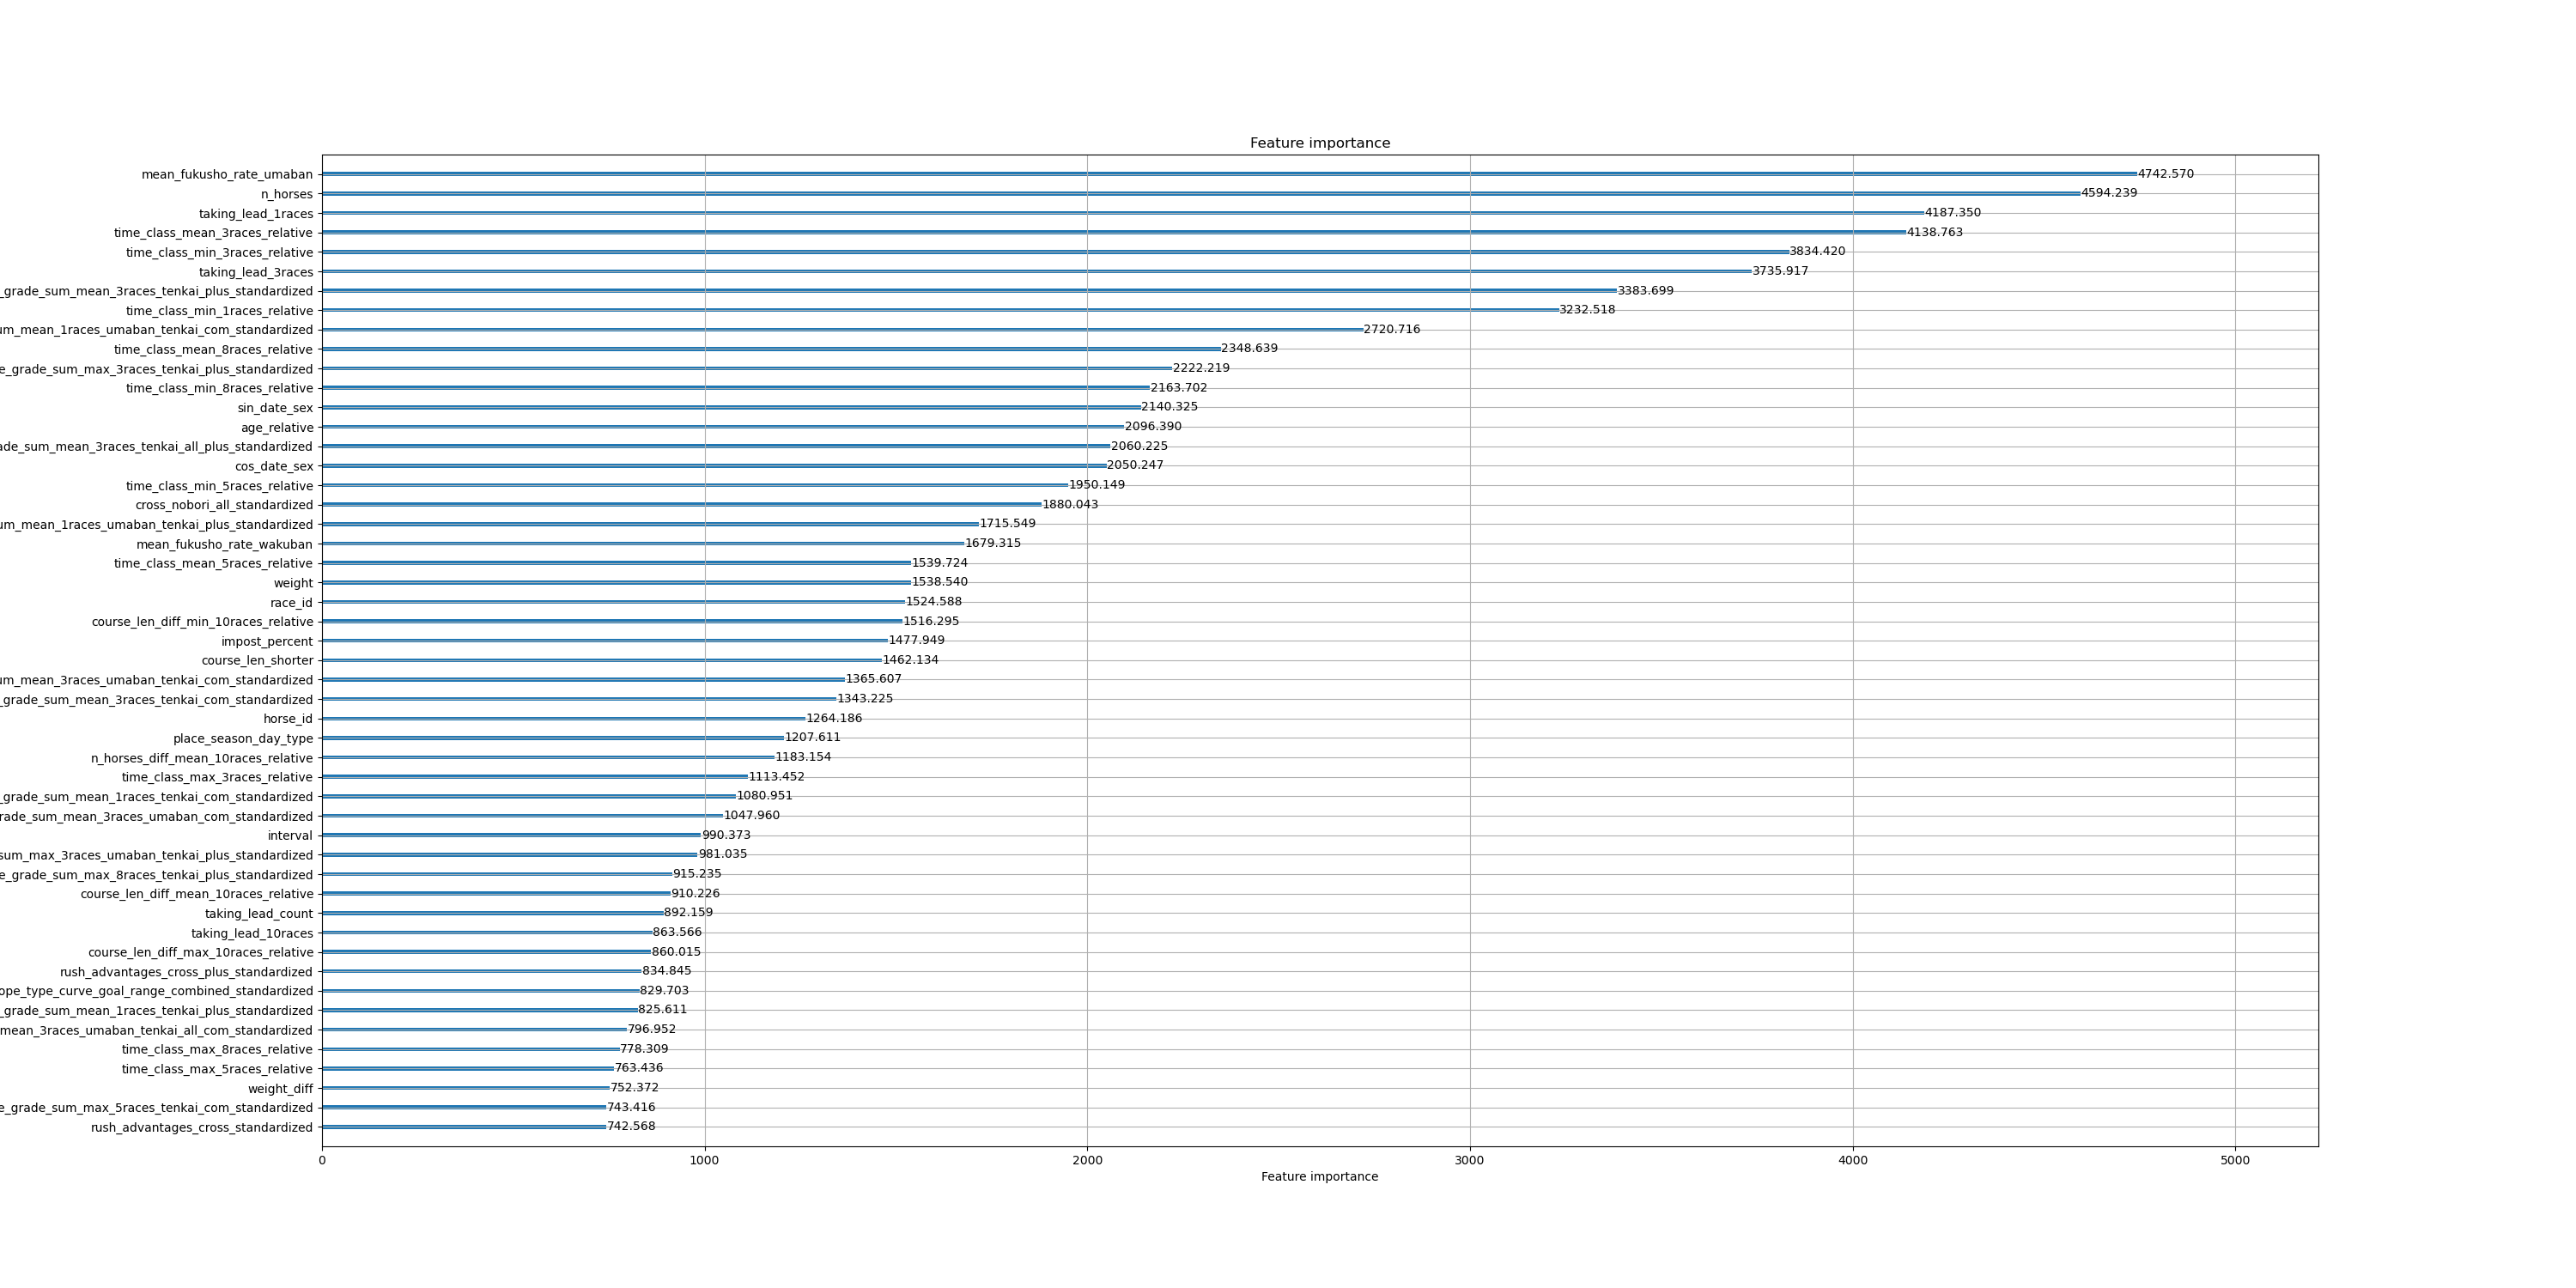 Feature importance
mean_fukusho_rate_umaban 4742.570
n_horses 4594.239
taking_lead_1races 4187.350
time_class_mean_3races_relative 4138.763
time_class_min_3races_relative 3834.420
taking_lead_3races 3735.917
_grade_sum_mean_3races_tenkai_plus_standardized 3383.699
time_class_min_1races_relative 3232.518
um_mean_1races_umaban_tenkai_com_standardized 2720.716
time_class_mean_8races_relative 2348.639
e_grade_sum_max_3races_tenkai_plus_standardized 2222.219
time_class_min_8races_relative 2163.702
sin_date_sex 2140.325
age_relative 2096.390
ade_sum_mean_3races_tenkai_all_plus_standardized 2060.225
cos_date_sex 2050.247
time_class_min_5races_relative 1950.149
cross_nobori_all_standardized 1880.043
um_mean_1races_umaban_tenkai_plus_standardized 1715.549
mean_fukusho_rate_wakuban 1679.315
time_class_mean_5races_relative 1539.724
weight 1538.540
race_id 1524.588
course_len_diff_min_10races_relative 1516.295
impost_percent 1477.949
course_len_shorter 1462.134
um_mean_3races_umaban_tenkai_com_standardized 1365.607
_grade_sum_mean_3races_tenkai_com_standardized 1343.225
horse_id 1264.186
place_season_day_type 1207.611
n_horses_diff_mean_10races_relative 1183.154
time_class_max_3races_relative 1113.452
_grade_sum_mean_1races_tenkai_com_standardized 1080.951
rade_sum_mean_3races_umaban_com_standardized 1047.960
interval 990.373
sum_max_3races_umaban_tenkai_plus_standardized 981.035
e_grade_sum_max_8races_tenkai_plus_standardized 915.235
course_len_diff_mean_10races_relative 910.226
taking_lead_count 892.159
taking_lead_10races 863.566
course_len_diff_max_10races_relative 860.015
rush_advantages_cross_plus_standardized 834.845
ope_type_curve_goal_range_combined_standardized 829.703
_grade_sum_mean_1races_tenkai_plus_standardized 825.611
mean_3races_umaban_tenkai_all_com_standardized 796.952
time_class_max_8races_relative 778.309
time_class_max_5races_relative 763.436
weight_diff 752.372
e_grade_sum_max_5races_tenkai_com_standardized 743.416
rush_advantages_cross_standardized 742.568
0 1000 2000 3000 4000 5000
Feature importance